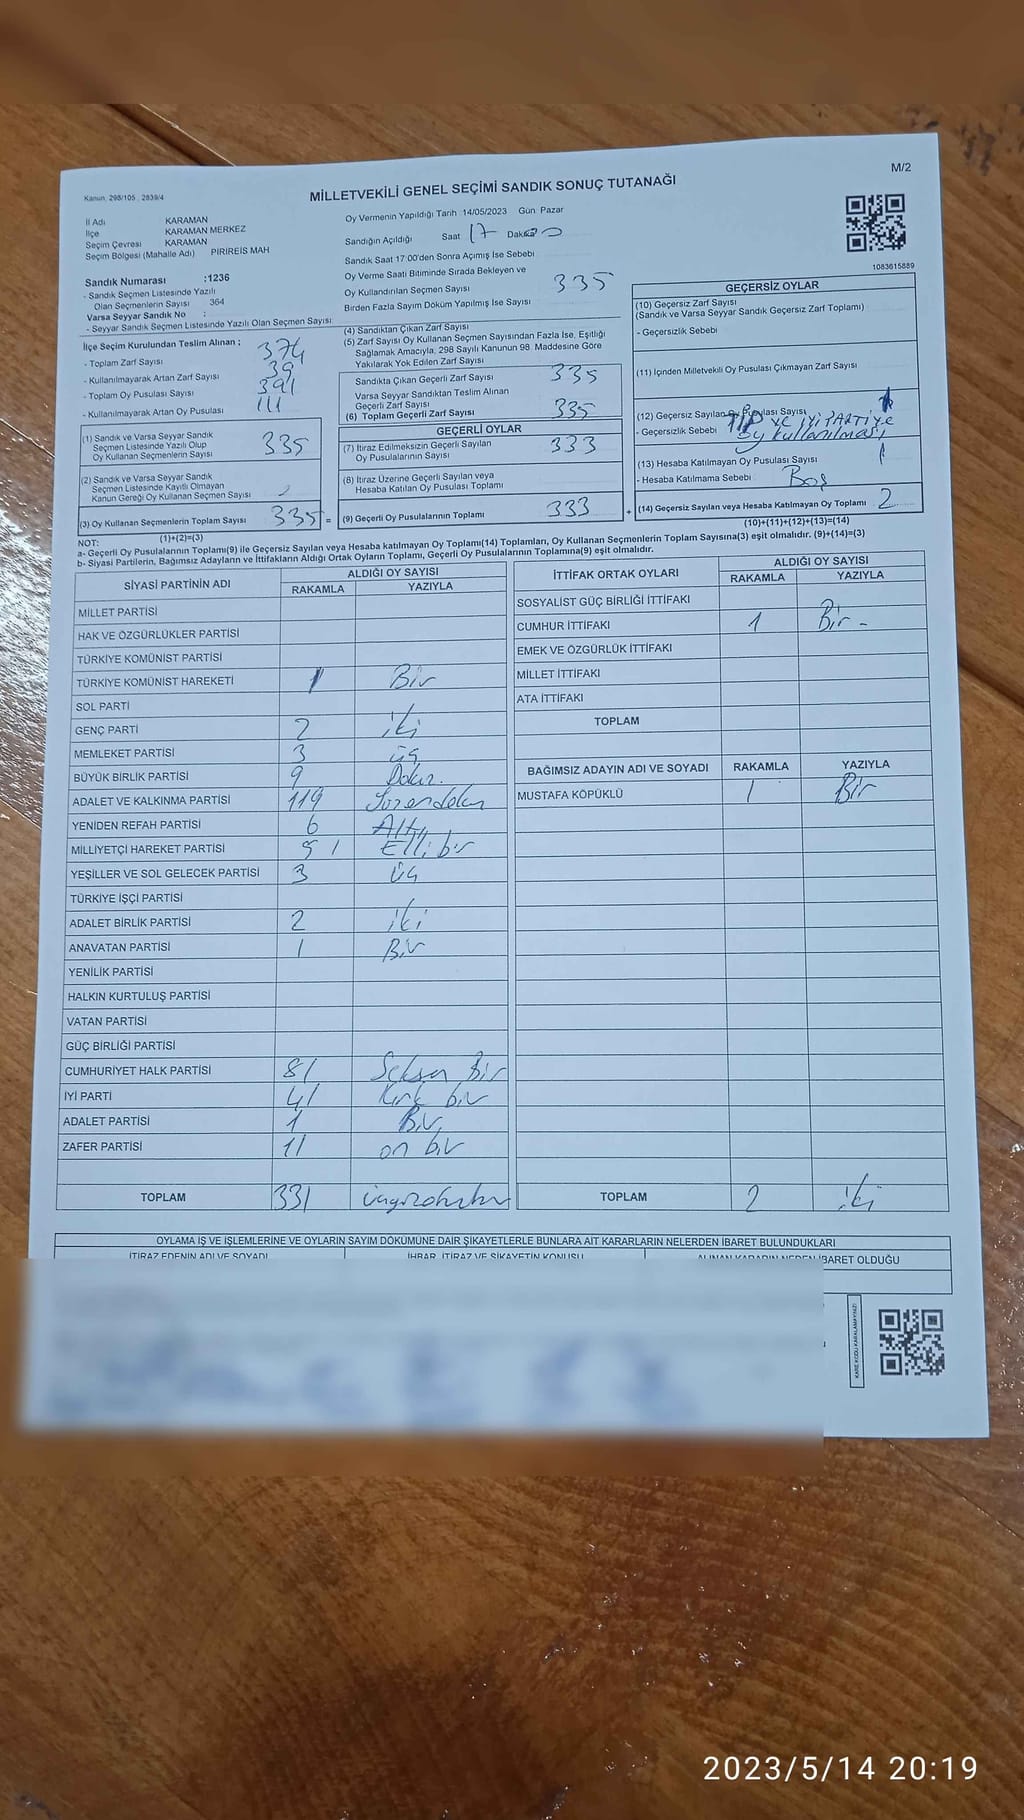 M/2
Kanun. 298/105 , 2839/4
MİLLETVEKİLİ GENEL SEÇİMİ SANDIK SONUÇ TUTANAĞI
İl Adı KARAMAN
İlçe KARAMAN MERKEZ
Seçim Çevresi KARAMAN
Seçim Bölgesi (Mahalle Adı) PIRIREIS MAH
Sandık Numarası :1236
- Sandık Seçmen Listesinde Yazılı
Olan Seçmenlerin Sayısı 364
Varsa Seyyar Sandık No :
- Seyyar Sandık Seçmen Listesinde Yazılı Olan Seçmen Sayısı:
İlçe Seçim Kurulundan Teslim Alınan ;
- Toplam Zarf Sayısı 374
- Kullanılmayarak Artan Zarf Sayısı 39
- Toplam Oy Pusulası Sayısı 391
- Kullanılmayarak Artan Oy Pusulası 111
(1) Sandık ve Varsa Seyyar Sandık
Seçmen Listesinde Yazılı Olup
Oy Kullanan Seçmenlerin Sayısı 335
(2) Sandık ve Varsa Seyyar Sandık
Seçmen Listesinde Kayıtlı Olmayan
Kanun Gereği Oy Kullanan Seçmen Sayısı
(3) Oy Kullanan Seçmenlerin Toplam Sayısı 335 =
(1)+(2)=(3)
Oy Vermenin Yapıldığı Tarih 14/05/2023 Gün Pazar
Sandığın Açıldığı Saat 17 Dakika
Sandık Saat 17:00'den Sonra Açımış İse Sebebi
Oy Verme Saati Bitiminde Sırada Bekleyen ve
Oy Kullandırılan Seçmen Sayısı 335
Birden Fazla Sayım Döküm Yapılmış İse Sayısı
(4) Sandıktan Çıkan Zarf Sayısı
(5) Zarf Sayısı Oy Kullanan Seçmen Sayısından Fazla İse, Eşitliği
Sağlamak Amacıyla, 298 Sayılı Kanunun 98. Maddesine Göre
Yakılarak Yok Edilen Zarf Sayısı
Sandıkta Çıkan Geçerli Zarf Sayısı 335
Varsa Seyyar Sandıktan Teslim Alınan
Geçerli Zarf Sayısı
(6) Toplam Geçerli Zarf Sayısı 335
GEÇERLİ OYLAR
(7) İtiraz Edilmeksizin Geçerli Sayılan
Oy Pusulalarının Sayısı 333
(8) İtiraz Üzerine Geçerli Sayılan veya
Hesaba Katılan Oy Pusulası Toplamı
(9) Geçerli Oy Pusulalarının Toplamı 333 +
1083615889
GEÇERSİZ OYLAR
(10) Geçersiz Zarf Sayısı
(Sandık ve Varsa Seyyar Sandık Geçersiz Zarf Toplamı)
- Geçersizlik Sebebi
(11) İçinden Milletvekili Oy Pusulası Çıkmayan Zarf Sayısı
(12) Geçersiz Sayılan Oy Pusulası Sayısı 1
- Geçersizlik Sebebi TİP VE İYİ PARTİYE
oy kullanılması
(13) Hesaba Katılmayan Oy Pusulası Sayısı 1
- Hesaba Katılmama Sebebi Boş
(14) Geçersiz Sayılan veya Hesaba Katılmayan Oy Toplamı 2
(10)+(11)+(12)+(13)=(14)
NOT:
a- Geçerli Oy Pusulalarının Toplamı(9) ile Geçersiz Sayılan veya Hesaba katılmayan Oy Toplamı(14) Toplamları, Oy Kullanan Seçmenlerin Toplam Sayısına(3) eşit olmalıdır. (9)+(14)=(3)
b- Siyasi Partilerin, Bağımsız Adayların ve İttifakların Aldığı Ortak Oyların Toplamı, Geçerli Oy Pusulalarının Toplamına(9) eşit olmalıdır.
SİYASİ PARTİNİN ADI ALDIĞI OY SAYISI
RAKAMLA YAZIYLA
MİLLET PARTİSİ
HAK VE ÖZGÜRLÜKLER PARTİSİ
TÜRKİYE KOMÜNİST PARTİSİ
TÜRKİYE KOMÜNİST HAREKETİ 1 Bir
SOL PARTİ
GENÇ PARTİ 2 iki
MEMLEKET PARTİSİ 3 üç
BÜYÜK BİRLİK PARTİSİ 9 Dokuz.
ADALET VE KALKINMA PARTİSİ 119
YENİDEN REFAH PARTİSİ 6 Altı
MİLLİYETÇİ HAREKET PARTİSİ 51 Elli bir
YEŞİLLER VE SOL GELECEK PARTİSİ 3 üç
TÜRKİYE İŞÇİ PARTİSİ
ADALET BİRLİK PARTİSİ 2 iki
ANAVATAN PARTİSİ 1 Bir
YENİLİK PARTİSİ
HALKIN KURTULUŞ PARTİSİ
VATAN PARTİSİ
GÜÇ BİRLİĞİ PARTİSİ
CUMHURİYET HALK PARTİSİ 81 Seksen Bir
İYİ PARTİ 41 Kırk bir
ADALET PARTİSİ 1 Bir
ZAFER PARTİSİ 11 on bir
TOPLAM 331
İTTİFAK ORTAK OYLARI ALDIĞI OY SAYISI
RAKAMLA YAZIYLA
SOSYALİST GÜÇ BİRLİĞİ İTTİFAKI
CUMHUR İTTİFAKI 1 Bir -
EMEK VE ÖZGÜRLÜK İTTİFAKI
MİLLET İTTİFAKI
ATA İTTİFAKI
TOPLAM
BAĞIMSIZ ADAYIN ADI VE SOYADI RAKAMLA YAZIYLA
MUSTAFA KÖPÜKLÜ 1 Bir
TOPLAM 2 iki
OYLAMA İŞ VE İŞLEMLERİNE VE OYLARIN SAYIM DÖKÜMÜNE DAİR ŞİKAYETLERLE BUNLARA AİT KARARLARIN NELERDEN İBARET BULUNDUKLARI
İTİRAZ EDENİN ADI VE SOYADI İHBAR, İTİRAZ VE ŞİKAYETİN KONUSU ALINAN KARARIN NEDEN İBARET OLDUĞU
KARE KODU KARALAMAYINIZ!
2023/5/14 20:19